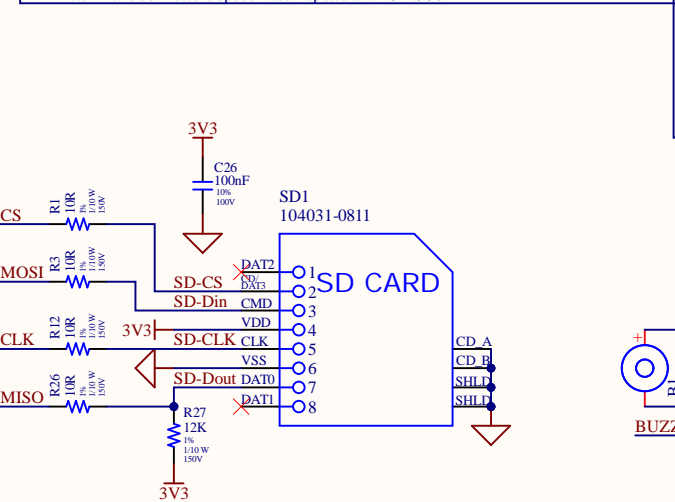 3V3
C26
100nF
10%
100V
SD1
104031-0811
CS
R1
10R
1%
1/10 W
150V
MOSI
R3
10R
1%
1/10W
150V
CLK
R12
10R
1%
1/10 W
150V
MISO
R26
10R
1%
1/10 W
150V
SD-CS
SD-Din
3V3
SD-CLK
SD-Dout
DAT2
CD/
DAT3
CMD
VDD
CLK
VSS
DAT0
DAT1
1
2
3
4
5
6
7
8
SD CARD
CD_A
CD_B
SHLD
SHLD
R27
12K
1%
1/10 W
150V
3V3
+